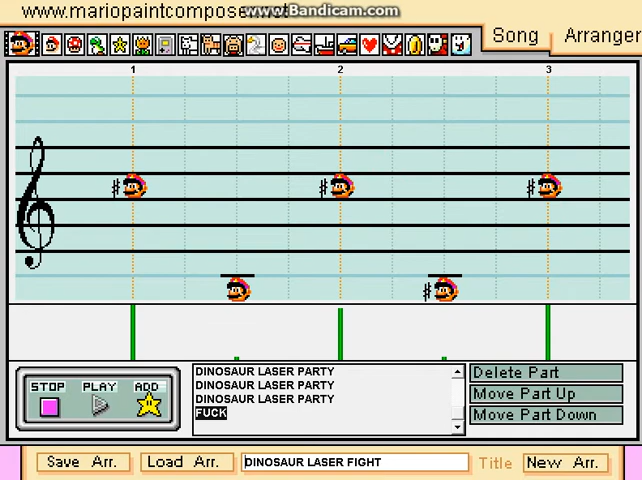 www.mariopaintcomposer.net
www.Bandicam.com
Song
Arranger
1 2 3
STOP PLAY ADD
DINOSAUR LASER PARTY
DINOSAUR LASER PARTY
DINOSAUR LASER PARTY
FUCK
Delete Part
Move Part Up
Move Part Down
Save Arr.
Load Arr.
DINOSAUR LASER FIGHT
Title
New Arr.